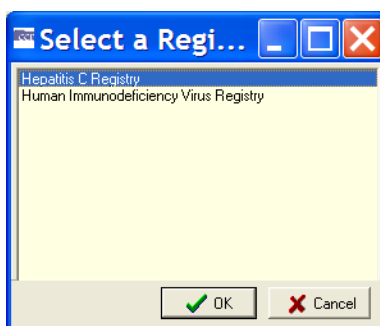 Select a Regi...
Hepatitis C Registry
Human Immunodeficiency Virus Registry
OK
Cancel